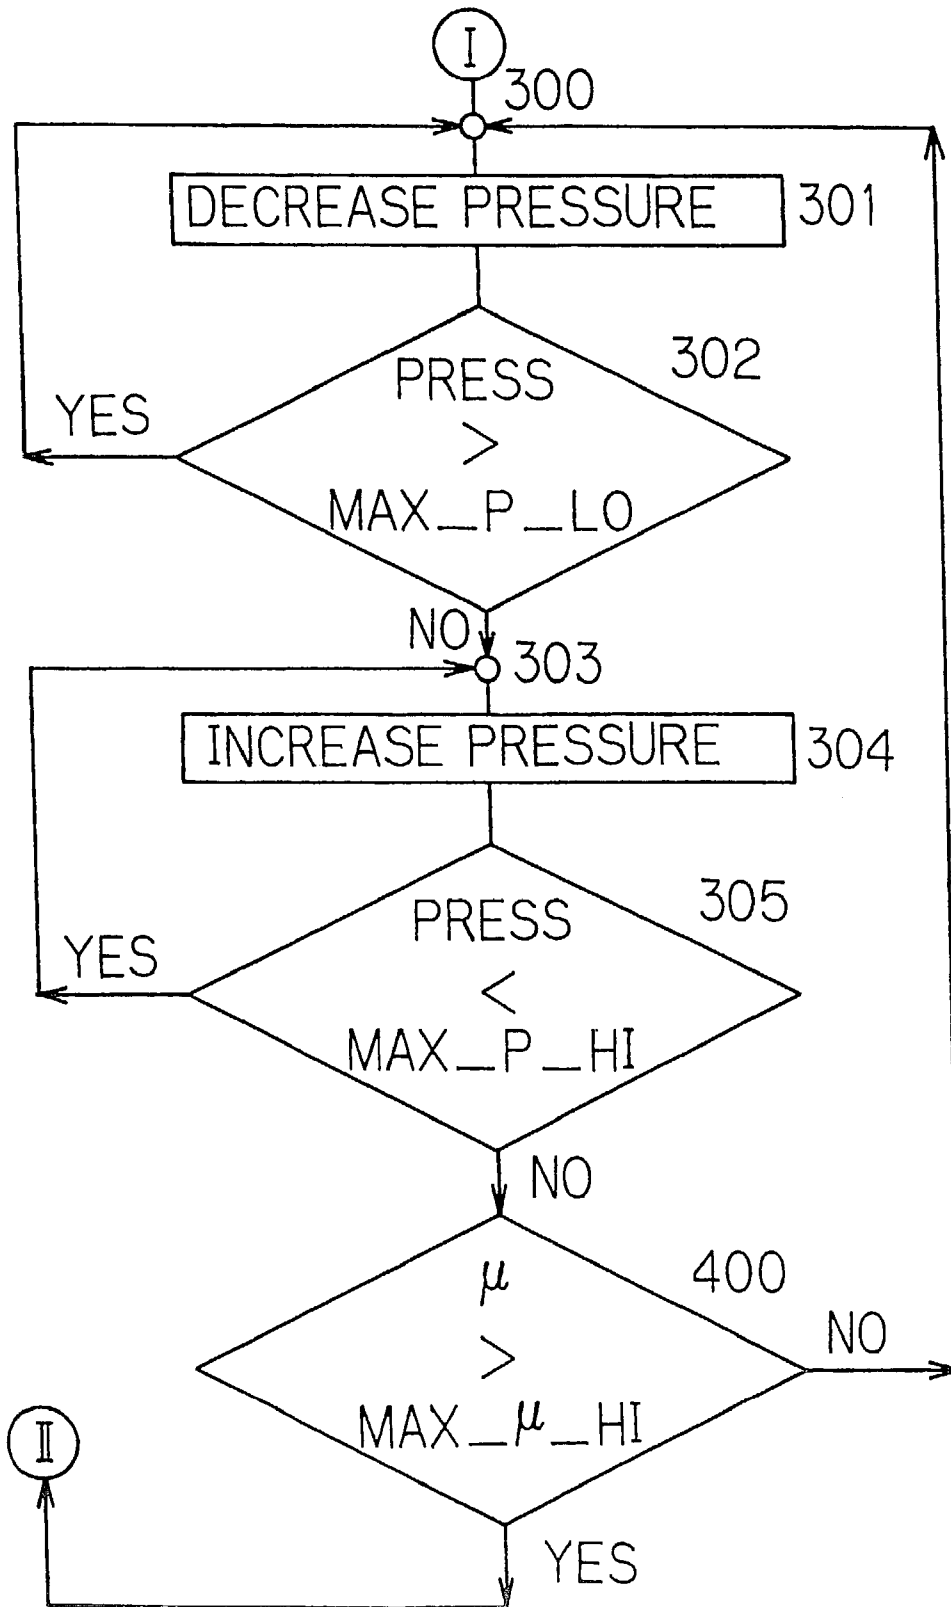 I
300
DECREASE PRESSURE
301
302
PRESS
>
MAX_P_LO
YES
NO
303
INCREASE PRESSURE
304
305
PRESS
<
MAX_P_HI
YES
NO
400
μ
>
MAX_μ_HI
NO
II
YES